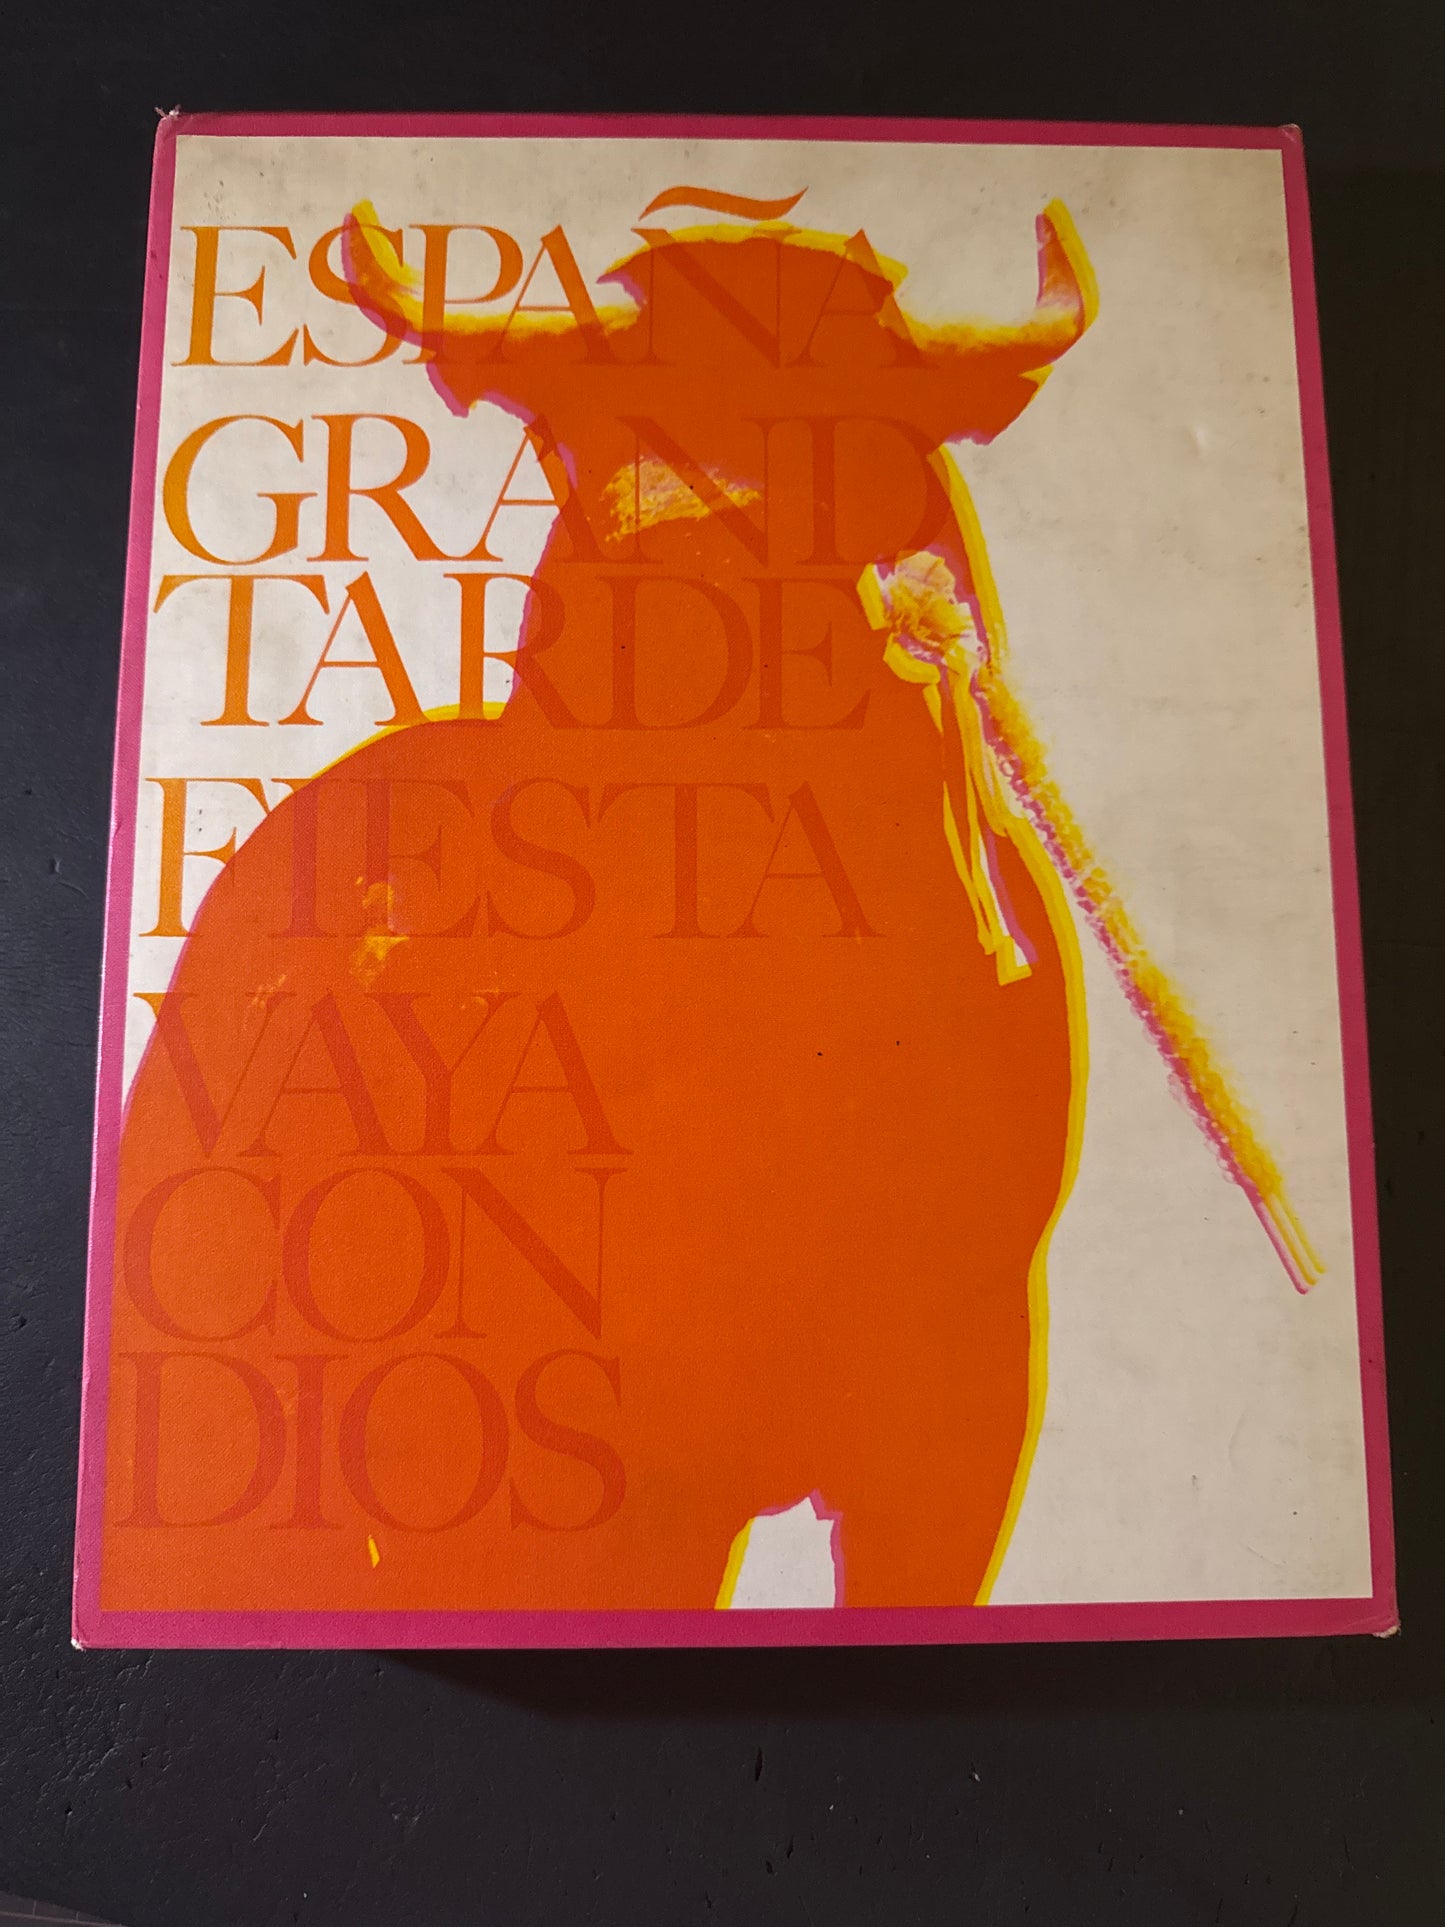 ESPAÑA
GRAND
TARDE
FIESTA
VAYA
CON
DIOS